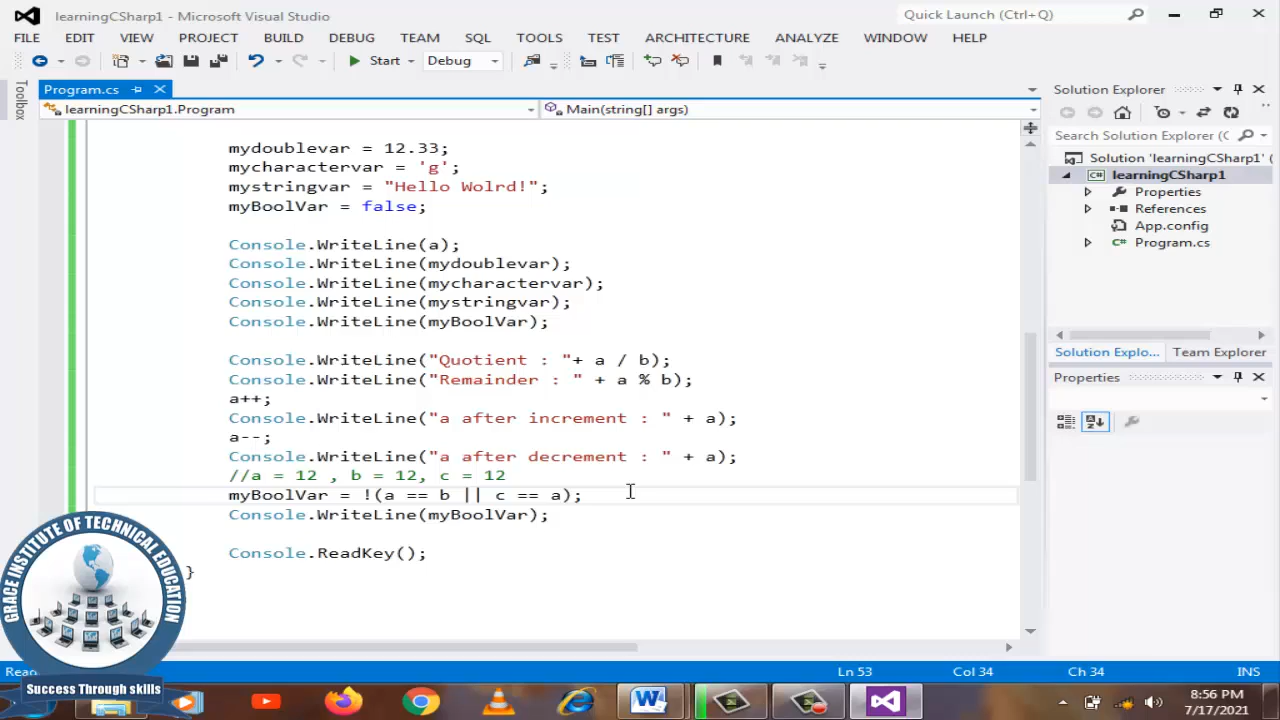 learningCSharp1 - Microsoft Visual Studio
Quick Launch (Ctrl+Q)
FILE EDIT VIEW PROJECT BUILD DEBUG TEAM SQL TOOLS TEST ARCHITECTURE ANALYZE WINDOW HELP
Start Debug
Toolbox
Program.cs
learningCSharp1.Program
Main(string[] args)
mydoublevar = 12.33;
mycharactervar = 'g';
mystringvar = "Hello Wolrd!";
myBoolVar = false;
Console.WriteLine(a);
Console.WriteLine(mydoublevar);
Console.WriteLine(mycharactervar);
Console.WriteLine(mystringvar);
Console.WriteLine(myBoolVar);
Console.WriteLine("Quotient : "+ a / b);
Console.WriteLine("Remainder : " + a % b);
a++;
Console.WriteLine("a after increment : " + a);
a--;
Console.WriteLine("a after decrement : " + a);
//a = 12 , b = 12, c = 12
myBoolVar = !(a == b || c == a);
Console.WriteLine(myBoolVar);
Console.ReadKey();
}
Solution Explorer
Search Solution Explorer (C
Solution 'learningCSharp1' (
learningCSharp1
Properties
References
App.config
Program.cs
Solution Explo... Team Explorer
Properties
GRACE INSTITUTE OF TECHNICAL EDUCATION
Success Through skills
Rea
Ln 53 Col 34 Ch 34 INS
8:56 PM
7/17/2021